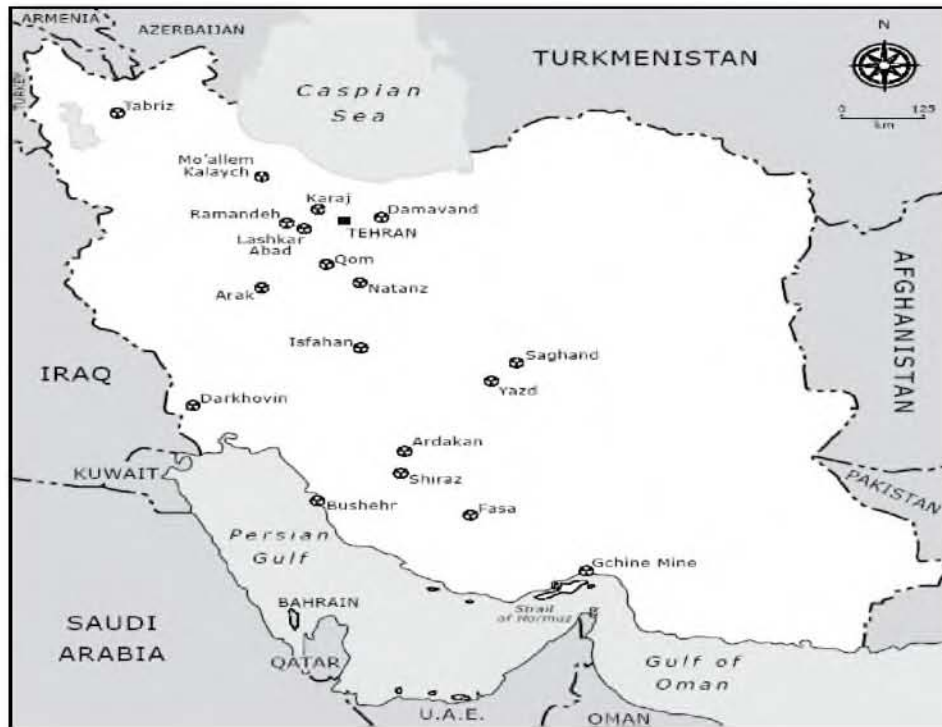 ARMENIA
AZERBAIJAN
TURKEY
Caspian
Sea
TURKMENISTAN
N
0 125
km
Tabriz
Mo'allem
Kalaych
Karaj
Ramandeh
Damavand
TEHRAN
Lashkar
Abad
Qom
Natanz
Arak
Isfahan
Saghand
Yazd
AFGHANISTAN
IRAQ
Darkhovin
Ardakan
Shiraz
KUWAIT
Bushehr
Fasa
PAKISTAN
Persian
Gulf
Gchine Mine
BAHRAIN
Strait
of Hormuz
SAUDI
ARABIA
QATAR
Gulf of
Oman
U.A.E.
OMAN